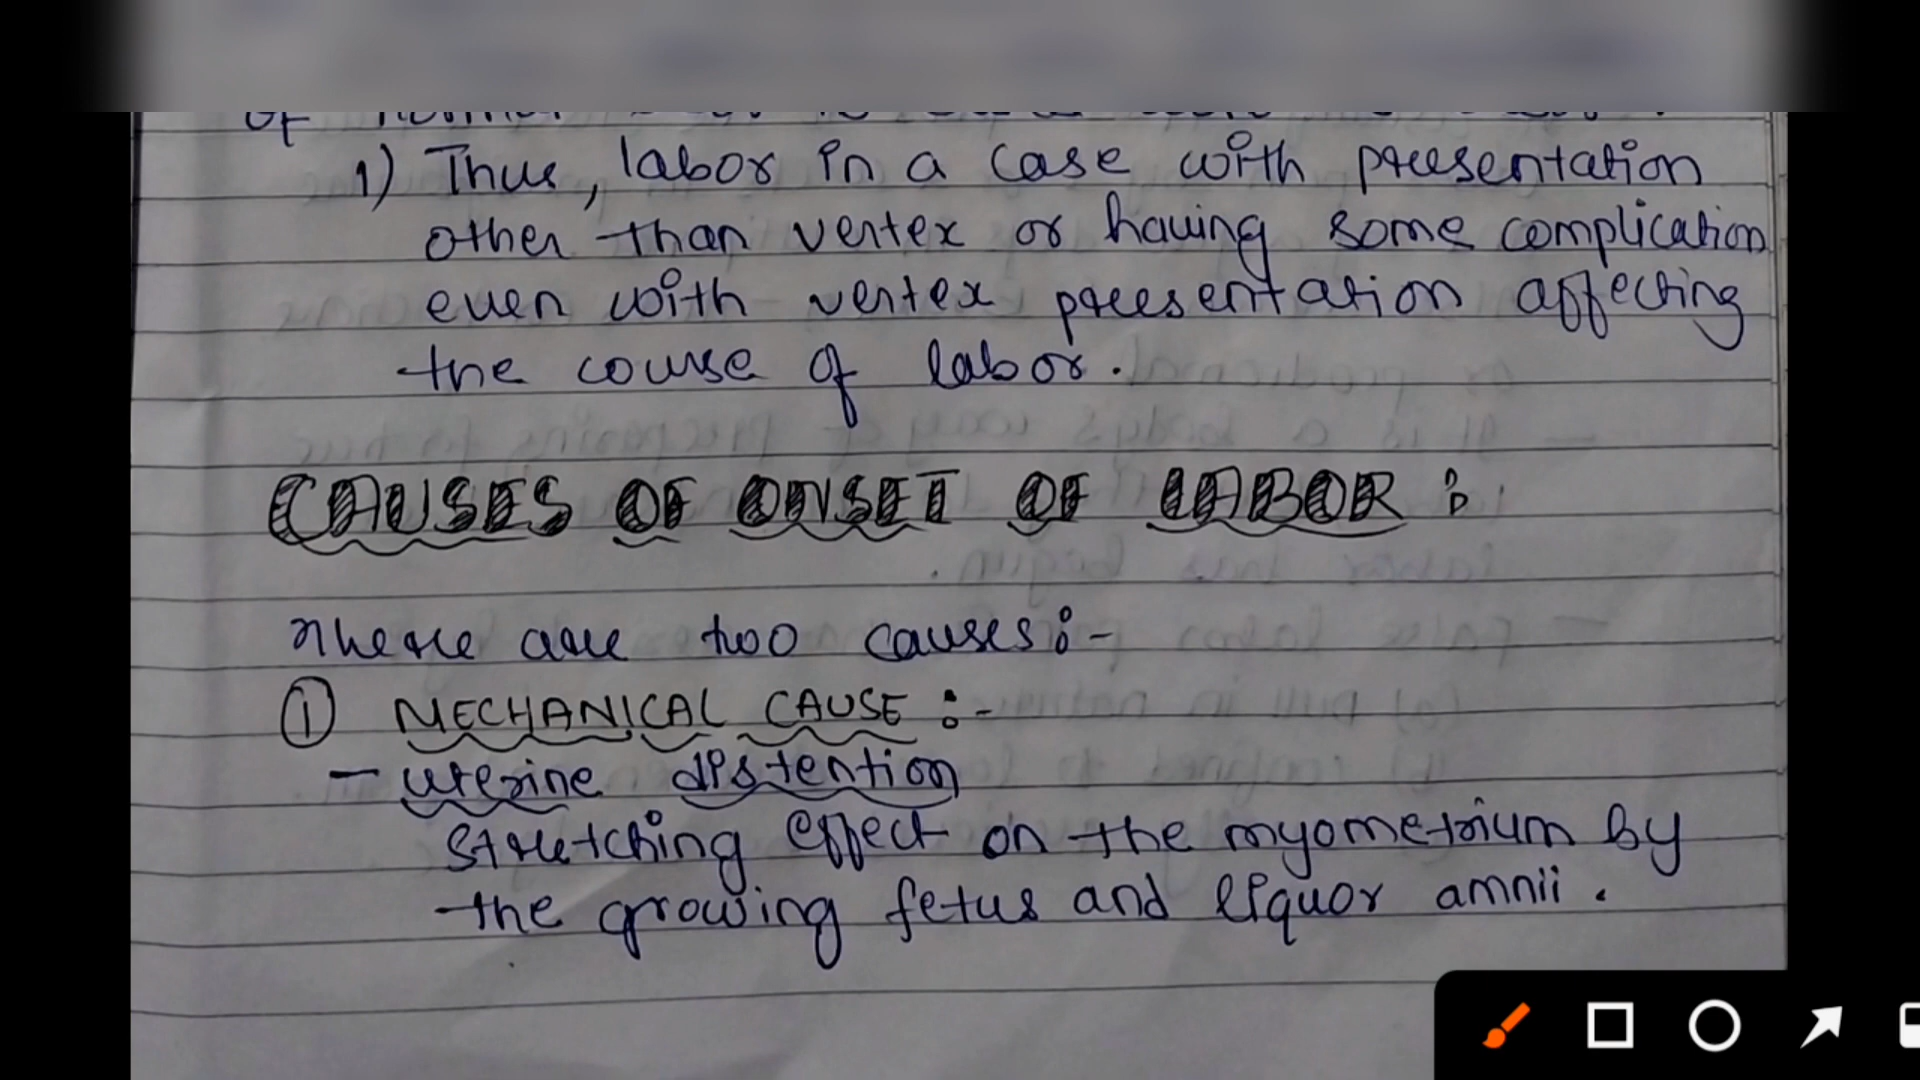 of normal
1) Thus, labor in a case with presentation
other than vertex or having some complication
even with vertex presentation affecting
the course of labor.
CAUSES OF ONSET OF LABOR :
There are two causes:-
① MECHANICAL CAUSE :-
- uterine distention
stretching effect on the myometrium by
the growing fetus and liquor amnii.